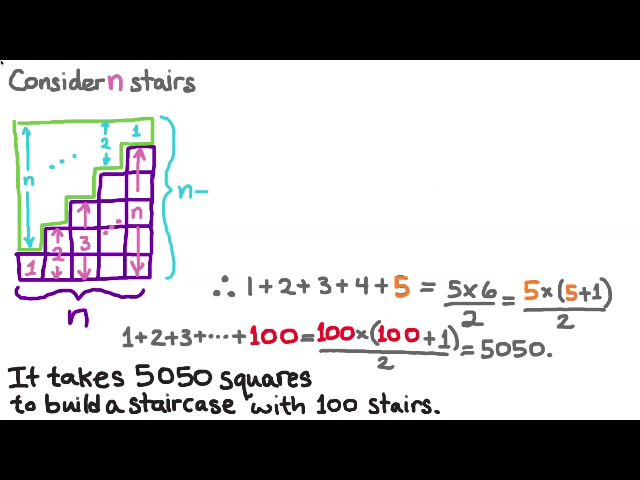 Consider n stairs
n ... 2 1
1 2 3 ... n
n-
n
∴ 1+2+3+4+5 = 5×6/2 = 5×(5+1)/2
1+2+3+...+100=100×(100+1)/2=5050.
It takes 5050 squares
to build a staircase with 100 stairs.